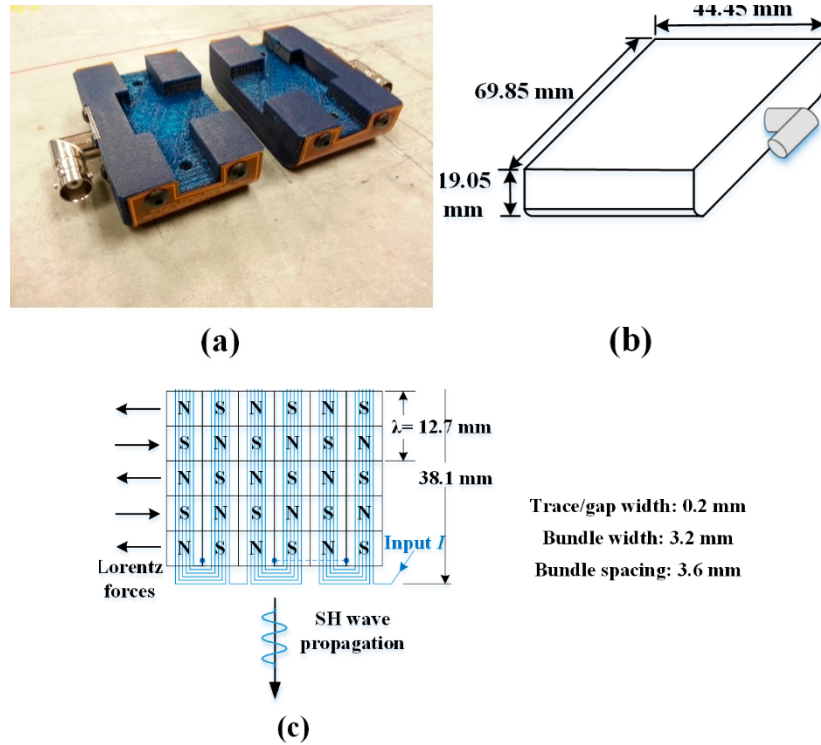 44.45 mm
69.85 mm
19.05
mm
(a)
(b)
N S N S N S
S N S N S N
N S N S N S
S N S N S N
N S N S N S
λ= 12.7 mm
38.1 mm
Input I
Lorentz
forces
SH wave
propagation
Trace/gap width: 0.2 mm
Bundle width: 3.2 mm
Bundle spacing: 3.6 mm
(c)